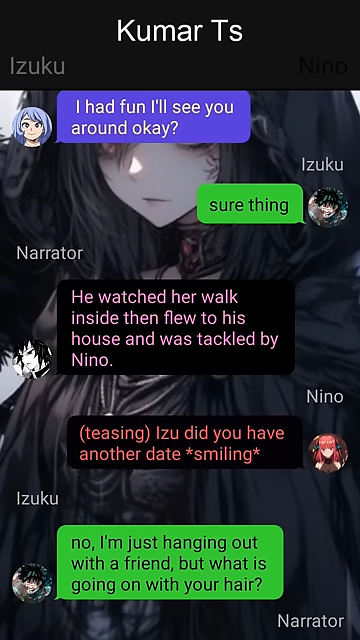 Kumar Ts
Izuku
Nino
I had fun I'll see you
around okay?
Izuku
sure thing
Narrator
He watched her walk
inside then flew to his
house and was tackled by
Nino.
Nino
(teasing) Izu did you have
another date *smiling*
Izuku
no, I'm just hanging out
with a friend, but what is
going on with your hair?
Narrator